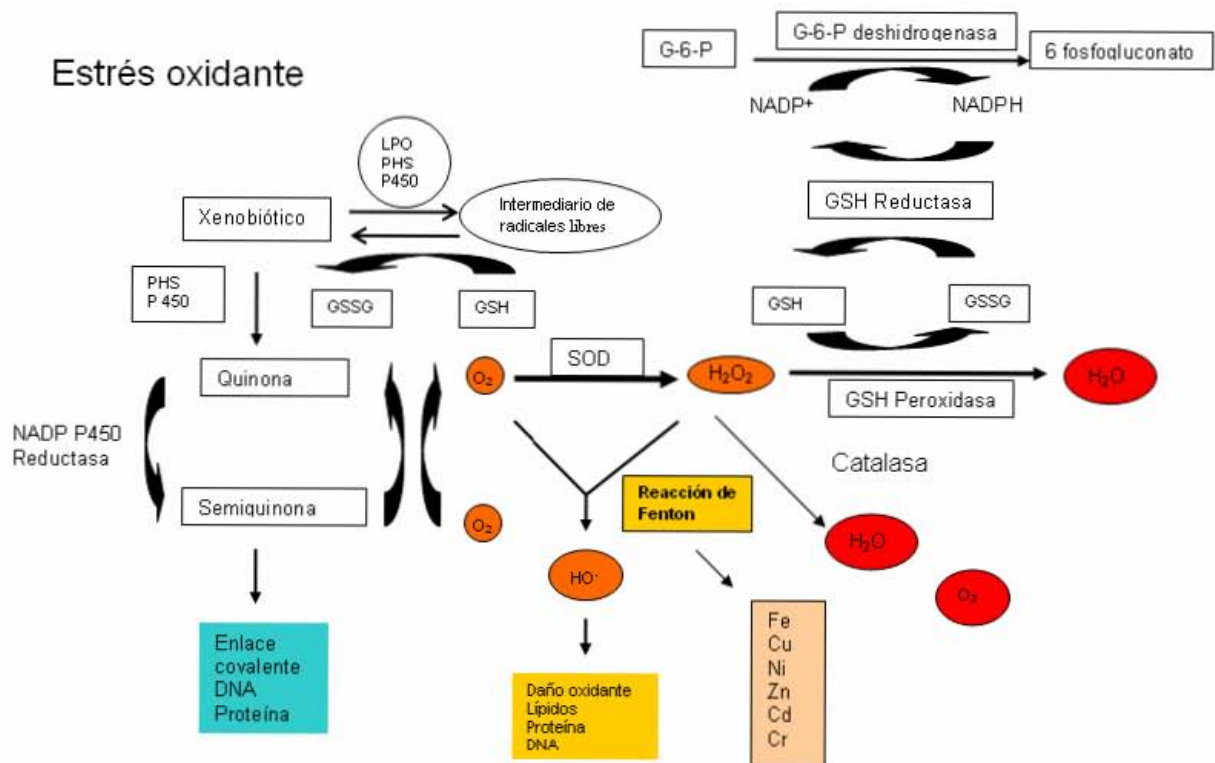 Estrés oxidante
G-6-P
G-6-P deshidrogenasa
6 fosfogluconato
NADP+
NADPH
LPO
PHS
P450
GSH Reductasa
Xenobiótico
Intermediario de
radicales libres
PHS
P 450
GSSG
GSH
GSH
GSSG
Quinona
O₂
SOD
H₂O₂
H₂O
GSH Peroxidasa
NADP P450
Reductasa
Catalasa
Semiquinona
O₂
Reacción de
Fenton
H₂O
HO·
O₂
Enlace
covalente
DNA
Proteína
Daño oxidante
Lípidos
Proteína
DNA
Fe
Cu
Ni
Zn
Cd
Cr